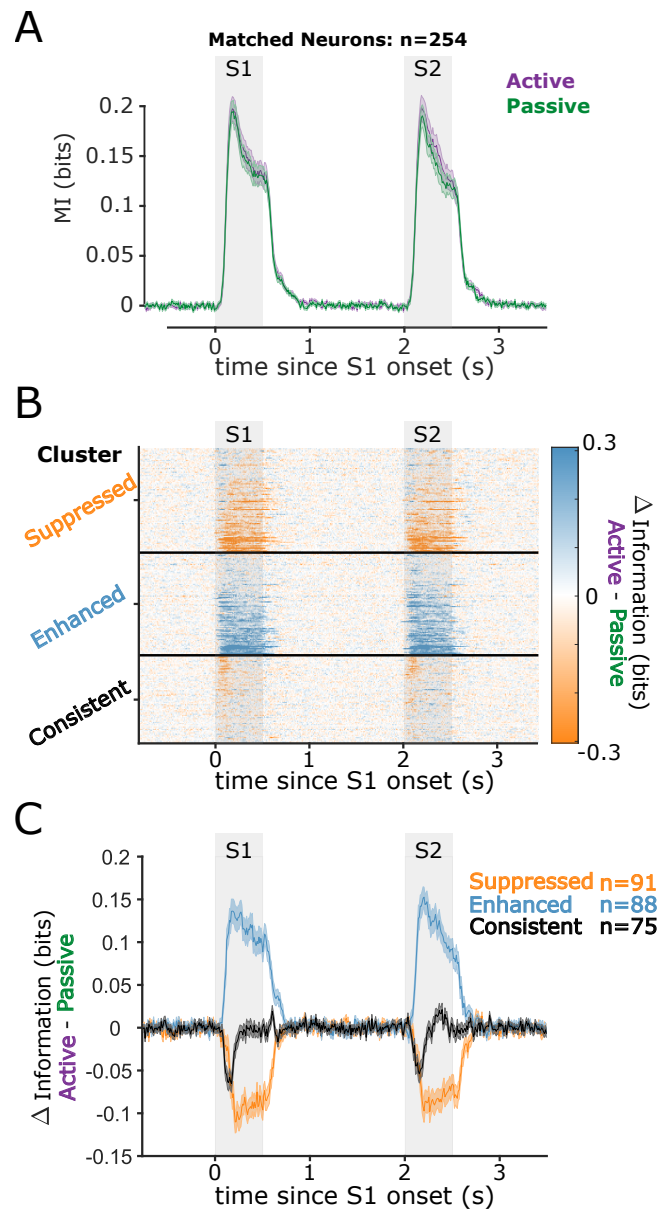 A
Matched Neurons: n=254
S1
S2
Active
Passive
MI (bits)
0.2
0.15
0.1
0.05
0
0
1
2
3
time since S1 onset (s)
B
S1
S2
Cluster
Suppressed
Enhanced
Consistent
0.3
0
-0.3
Δ Information (bits)
Active - Passive
0
1
2
3
time since S1 onset (s)
C
S1
S2
Suppressed n=91
Enhanced n=88
Consistent n=75
Δ Information (bits)
Active - Passive
0.2
0.15
0.1
0.05
0
-0.05
-0.1
-0.15
0
1
2
3
time since S1 onset (s)